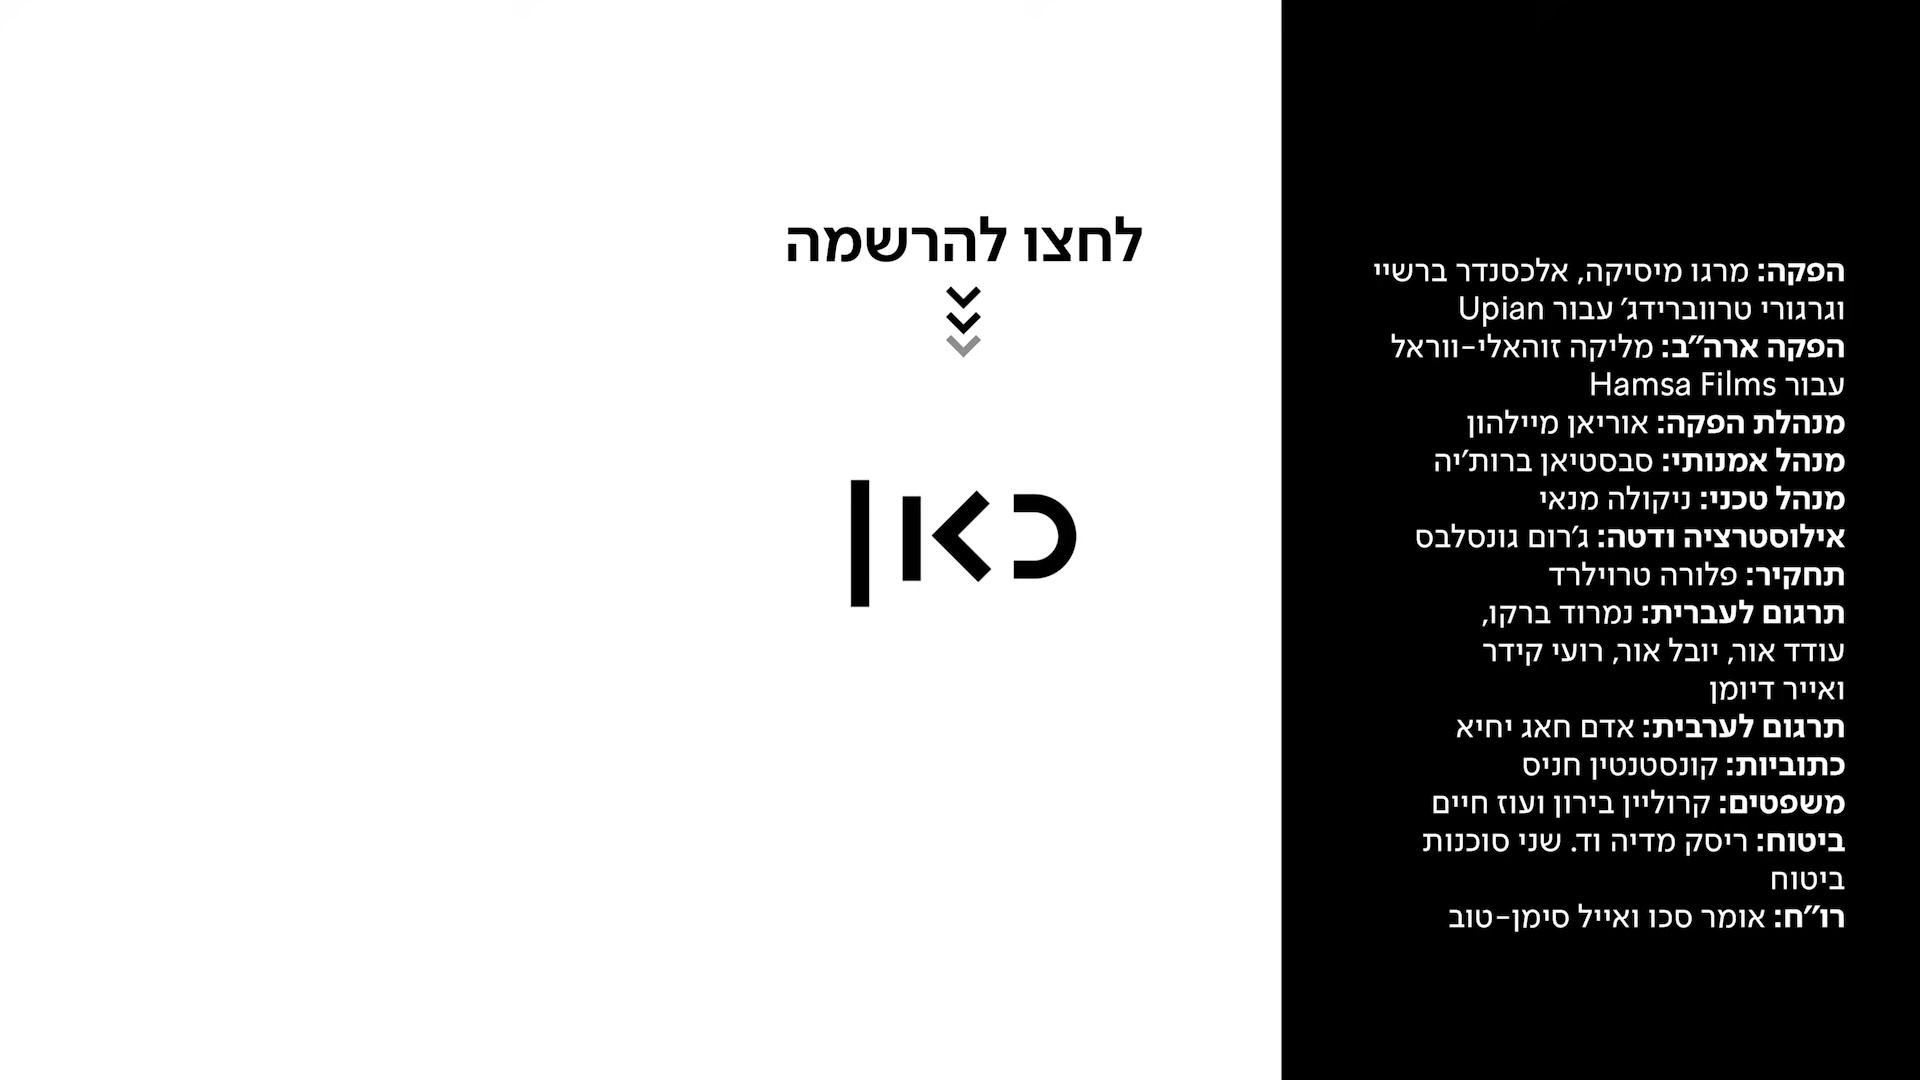 לחצו להרשמה
כאן
הפקה: מרגו מיסיקה, אלכסנדר ברשיי
וגרגורי טרווברידג׳ עבור Upian
הפקה ארה״ב: מליקה זוהאלי-ווראל
עבור Hamsa Films
מנהלת הפקה: אוריאן מיילהון
מנהל אמנותי: סבסטיאן ברות׳יה
מנהל טכני: ניקולה מנאי
אילוסטרציה ודטה: ג׳רום גונסלבס
תחקיר: פלורה טרוילרד
תרגום לעברית: נמרוד ברקו,
עודד אור, יובל אור, רועי קידר
ואייר דיומן
תרגום לערבית: אדם חאג יחיא
כתוביות: קונסטנטין חניס
משפטים: קרוליין בירון ועוז חיים
ביטוח: ריסק מדיה וד. שני סוכנות
ביטוח
רו״ח: אומר סכו ואייל סימן-טוב